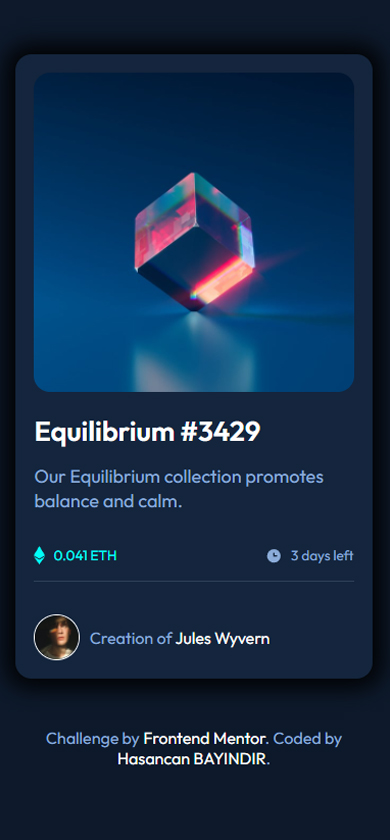 Equilibrium #3429
Our Equilibrium collection promotes
balance and calm.
0.041 ETH
3 days left
Creation of Jules Wyvern
Challenge by Frontend Mentor. Coded by
Hasancan BAYINDIR.